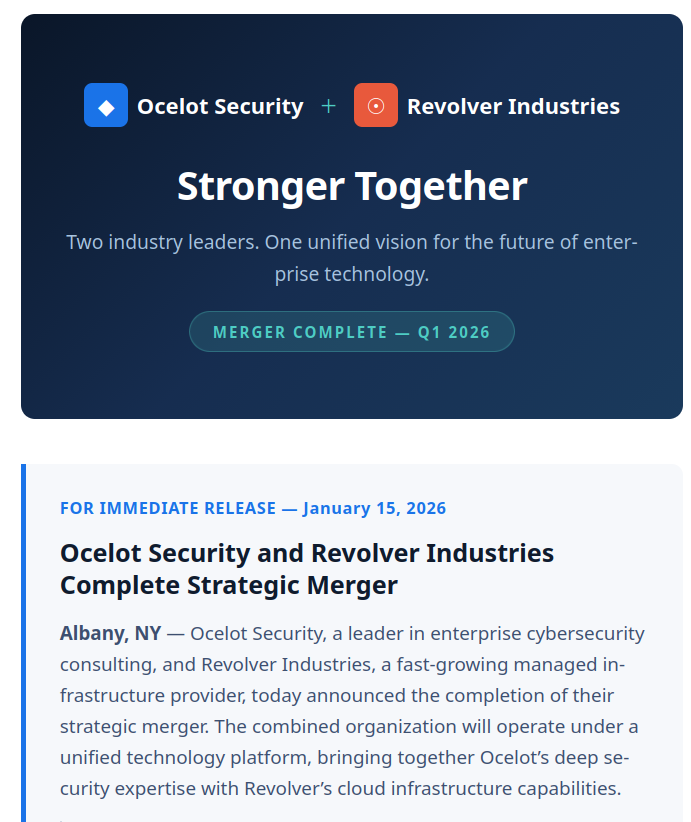 Ocelot Security + Revolver Industries
Stronger Together
Two industry leaders. One unified vision for the future of enter-
prise technology.
MERGER COMPLETE — Q1 2026
FOR IMMEDIATE RELEASE — January 15, 2026
Ocelot Security and Revolver Industries
Complete Strategic Merger
Albany, NY — Ocelot Security, a leader in enterprise cybersecurity
consulting, and Revolver Industries, a fast-growing managed in-
frastructure provider, today announced the completion of their
strategic merger. The combined organization will operate under a
unified technology platform, bringing together Ocelot’s deep se-
curity expertise with Revolver’s cloud infrastructure capabilities.